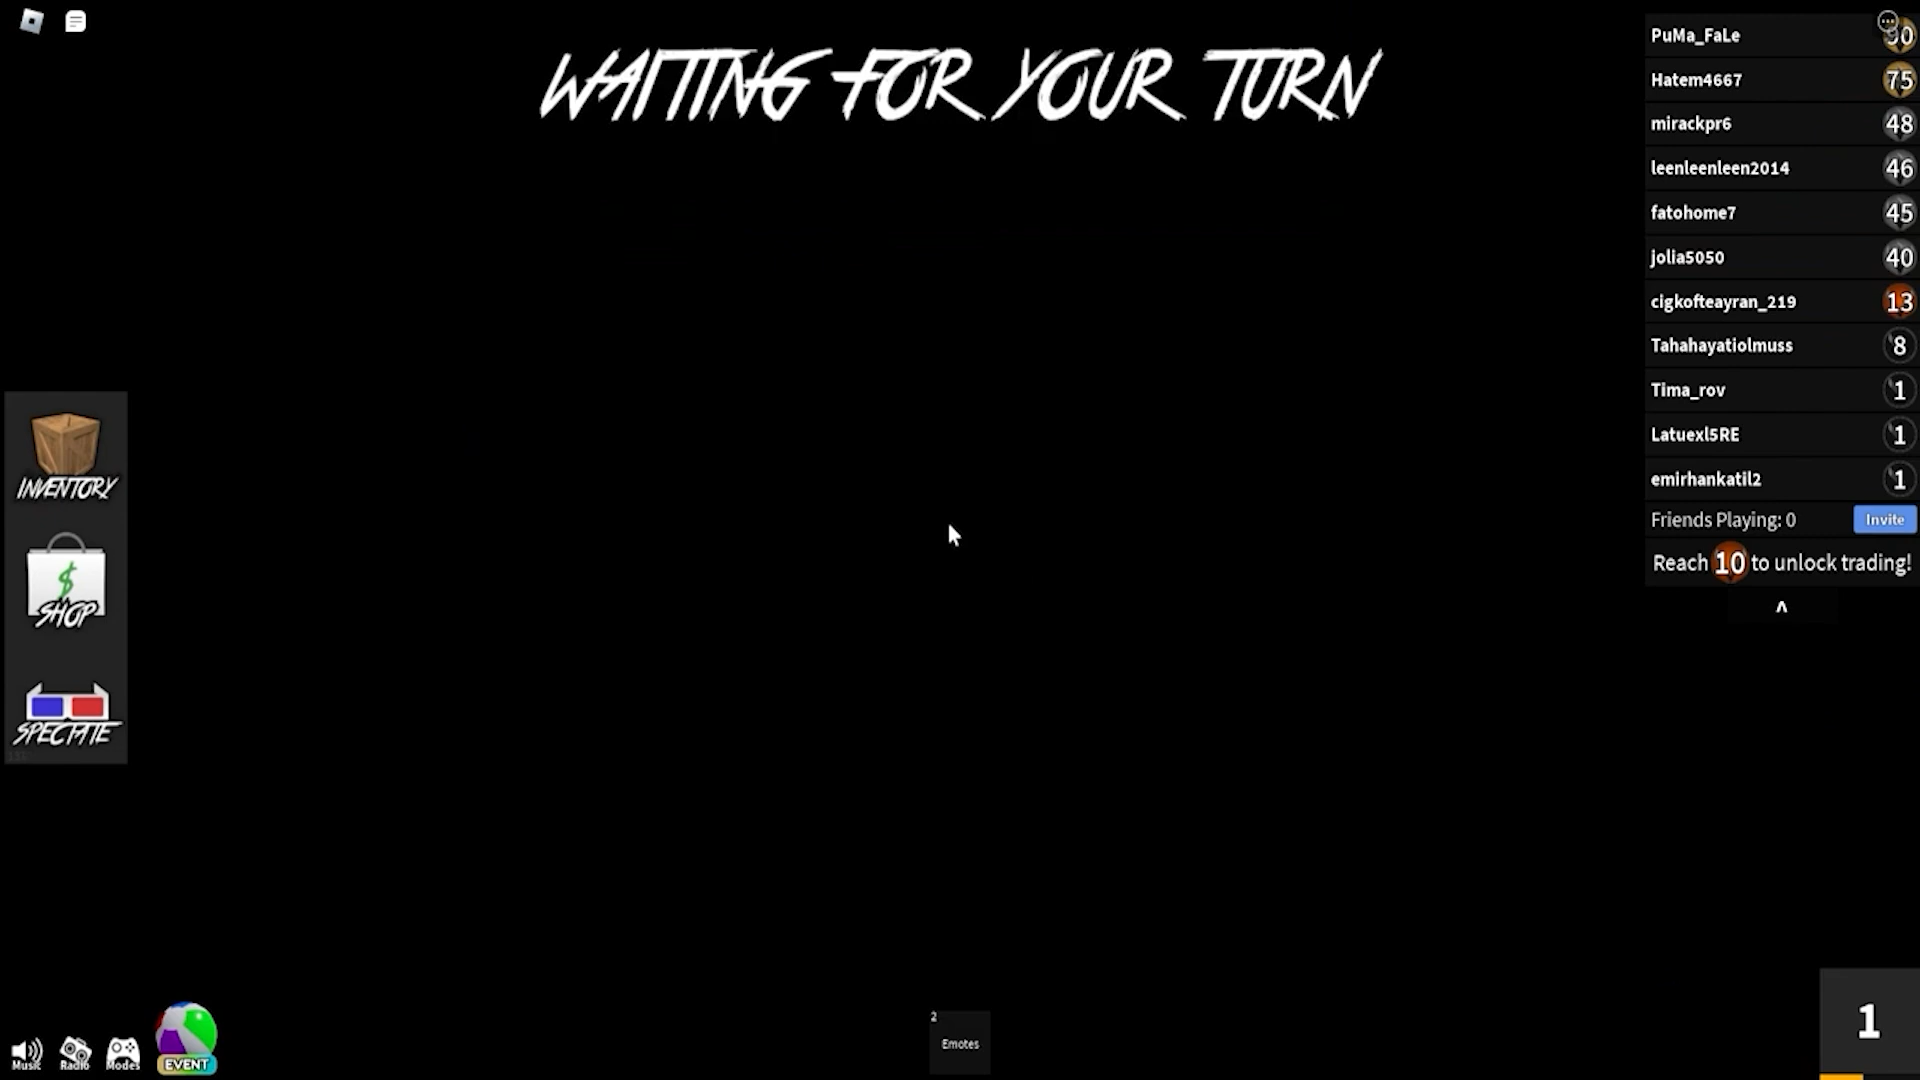 WAITING FOR YOUR TURN
PuMa_FaLe
Hatem4667 75
mirackpr6 48
leenleenleen2014 46
fatohome7 45
jolia5050 40
cigkofteayran_219 13
Tahahayatiolmuss 8
Tima_rov 1
Latuexl5RE 1
emirhankatil2 1
Friends Playing: 0 Invite
Reach 10 to unlock trading!
INVENTORY
$
SHOP
SPECTATE
Music
Radio
Modes
EVENT
2
Emotes
1